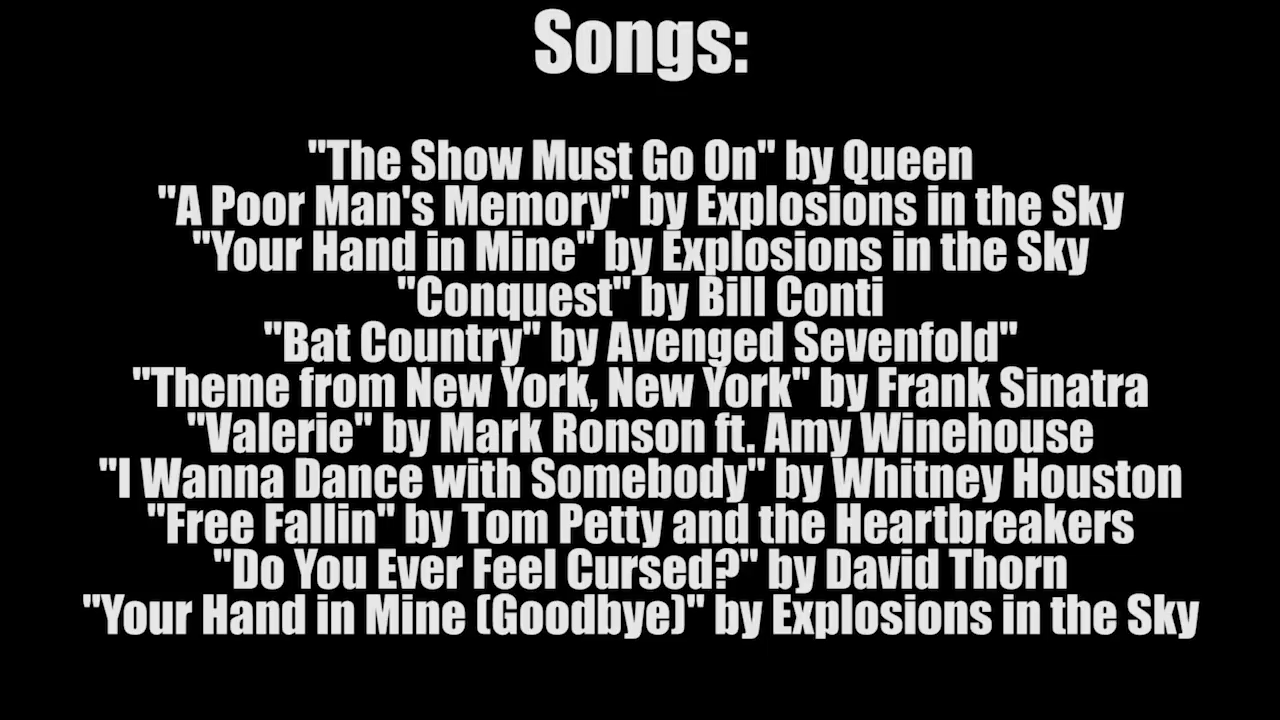 Songs:
"The Show Must Go On" by Queen
"A Poor Man's Memory" by Explosions in the Sky
"Your Hand in Mine" by Explosions in the Sky
"Conquest" by Bill Conti
"Bat Country" by Avenged Sevenfold"
"Theme from New York, New York" by Frank Sinatra
"Valerie" by Mark Ronson ft. Amy Winehouse
"I Wanna Dance with Somebody" by Whitney Houston
"Free Fallin" by Tom Petty and the Heartbreakers
"Do You Ever Feel Cursed?" by David Thorn
"Your Hand in Mine (Goodbye)" by Explosions in the Sky